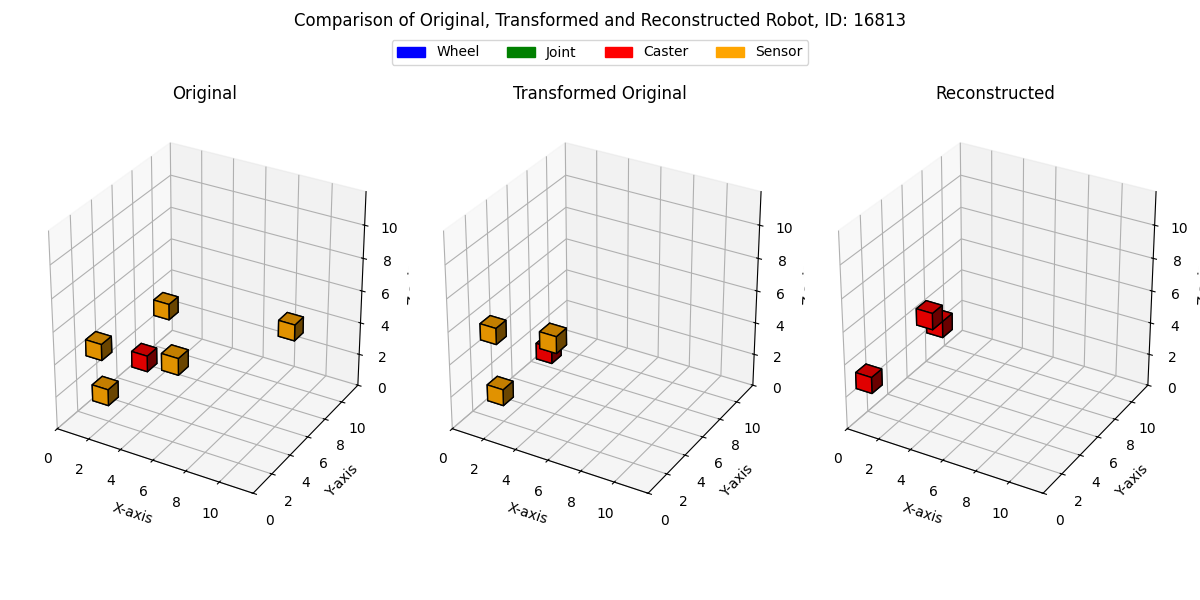 Comparison of Original, Transformed and Reconstructed Robot, ID: 16813
Wheel Joint Caster Sensor
Original Transformed Original Reconstructed
10 8 6 4 2 0
0 2 4 6 8 10
X-axis
0 2 4 6 8 10
Y-axis
10 8 6 4 2 0
0 2 4 6 8 10
X-axis
0 2 4 6 8 10
Y-axis
10 8 6 4 2 0
0 2 4 6 8 10
X-axis
0 2 4 6 8 10
Y-axis